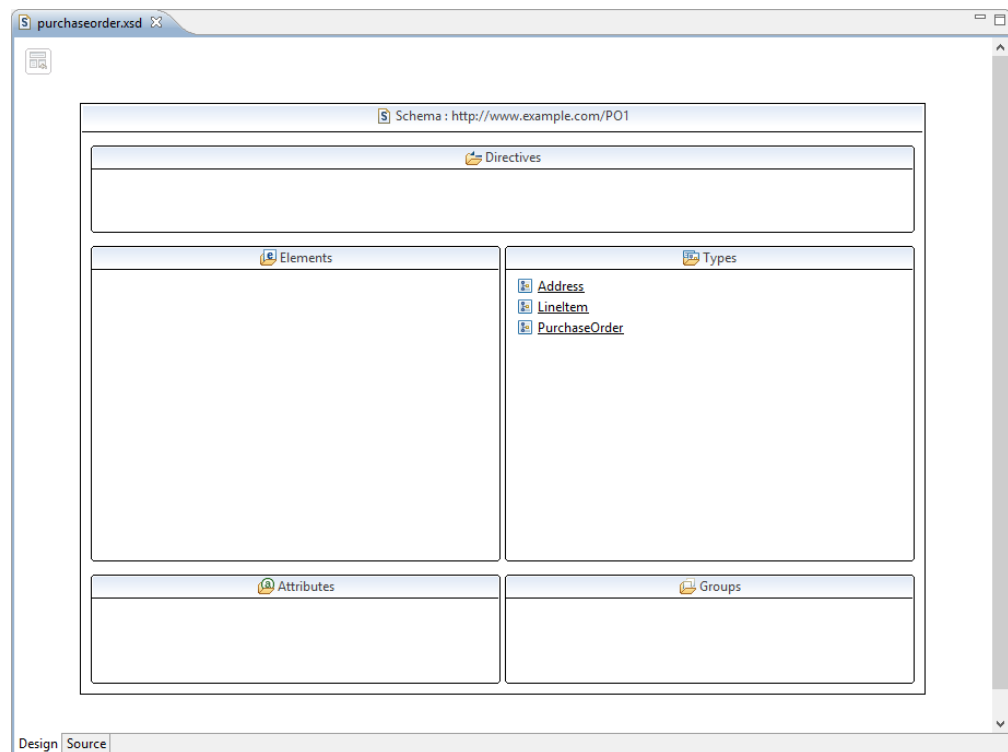 purchaseorder.xsd
Schema : http://www.example.com/PO1
Directives
Elements
Types
Address
LineItem
PurchaseOrder
Attributes
Groups
Design Source